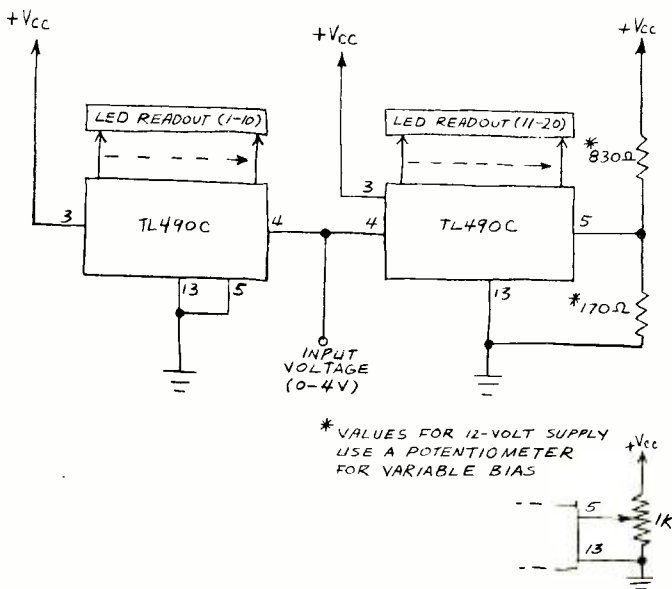 +VCC
+VCC
+VCC
LED READOUT (1-10)
LED READOUT (11-20)
*
830Ω
3
TL490C
4
3
4
TL490C
5
13
5
13
*170Ω
INPUT
VOLTAGE
(0-4V)
* VALUES FOR 12-VOLT SUPPLY
USE A POTENTIOMETER
FOR VARIABLE BIAS
+VCC
5
1K
13